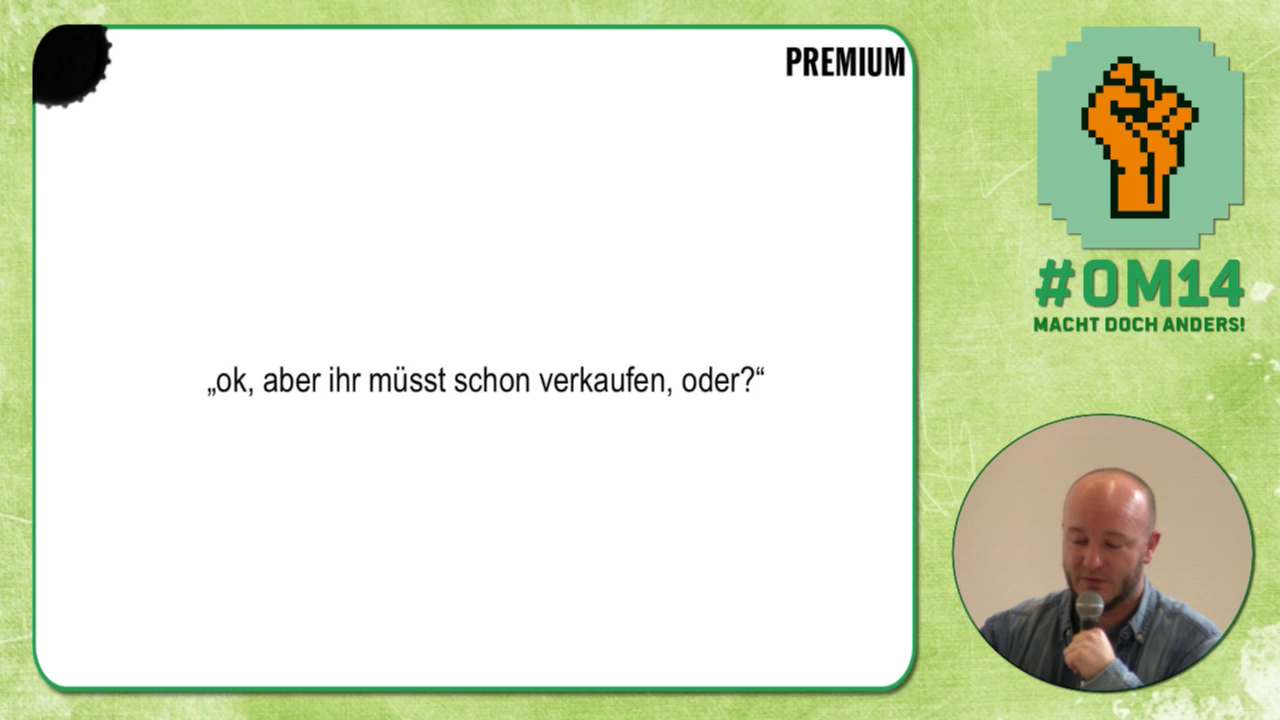 PREMIUM
„ok, aber ihr müsst schon verkaufen, oder?“
#OM14
MACHT DOCH ANDERS!